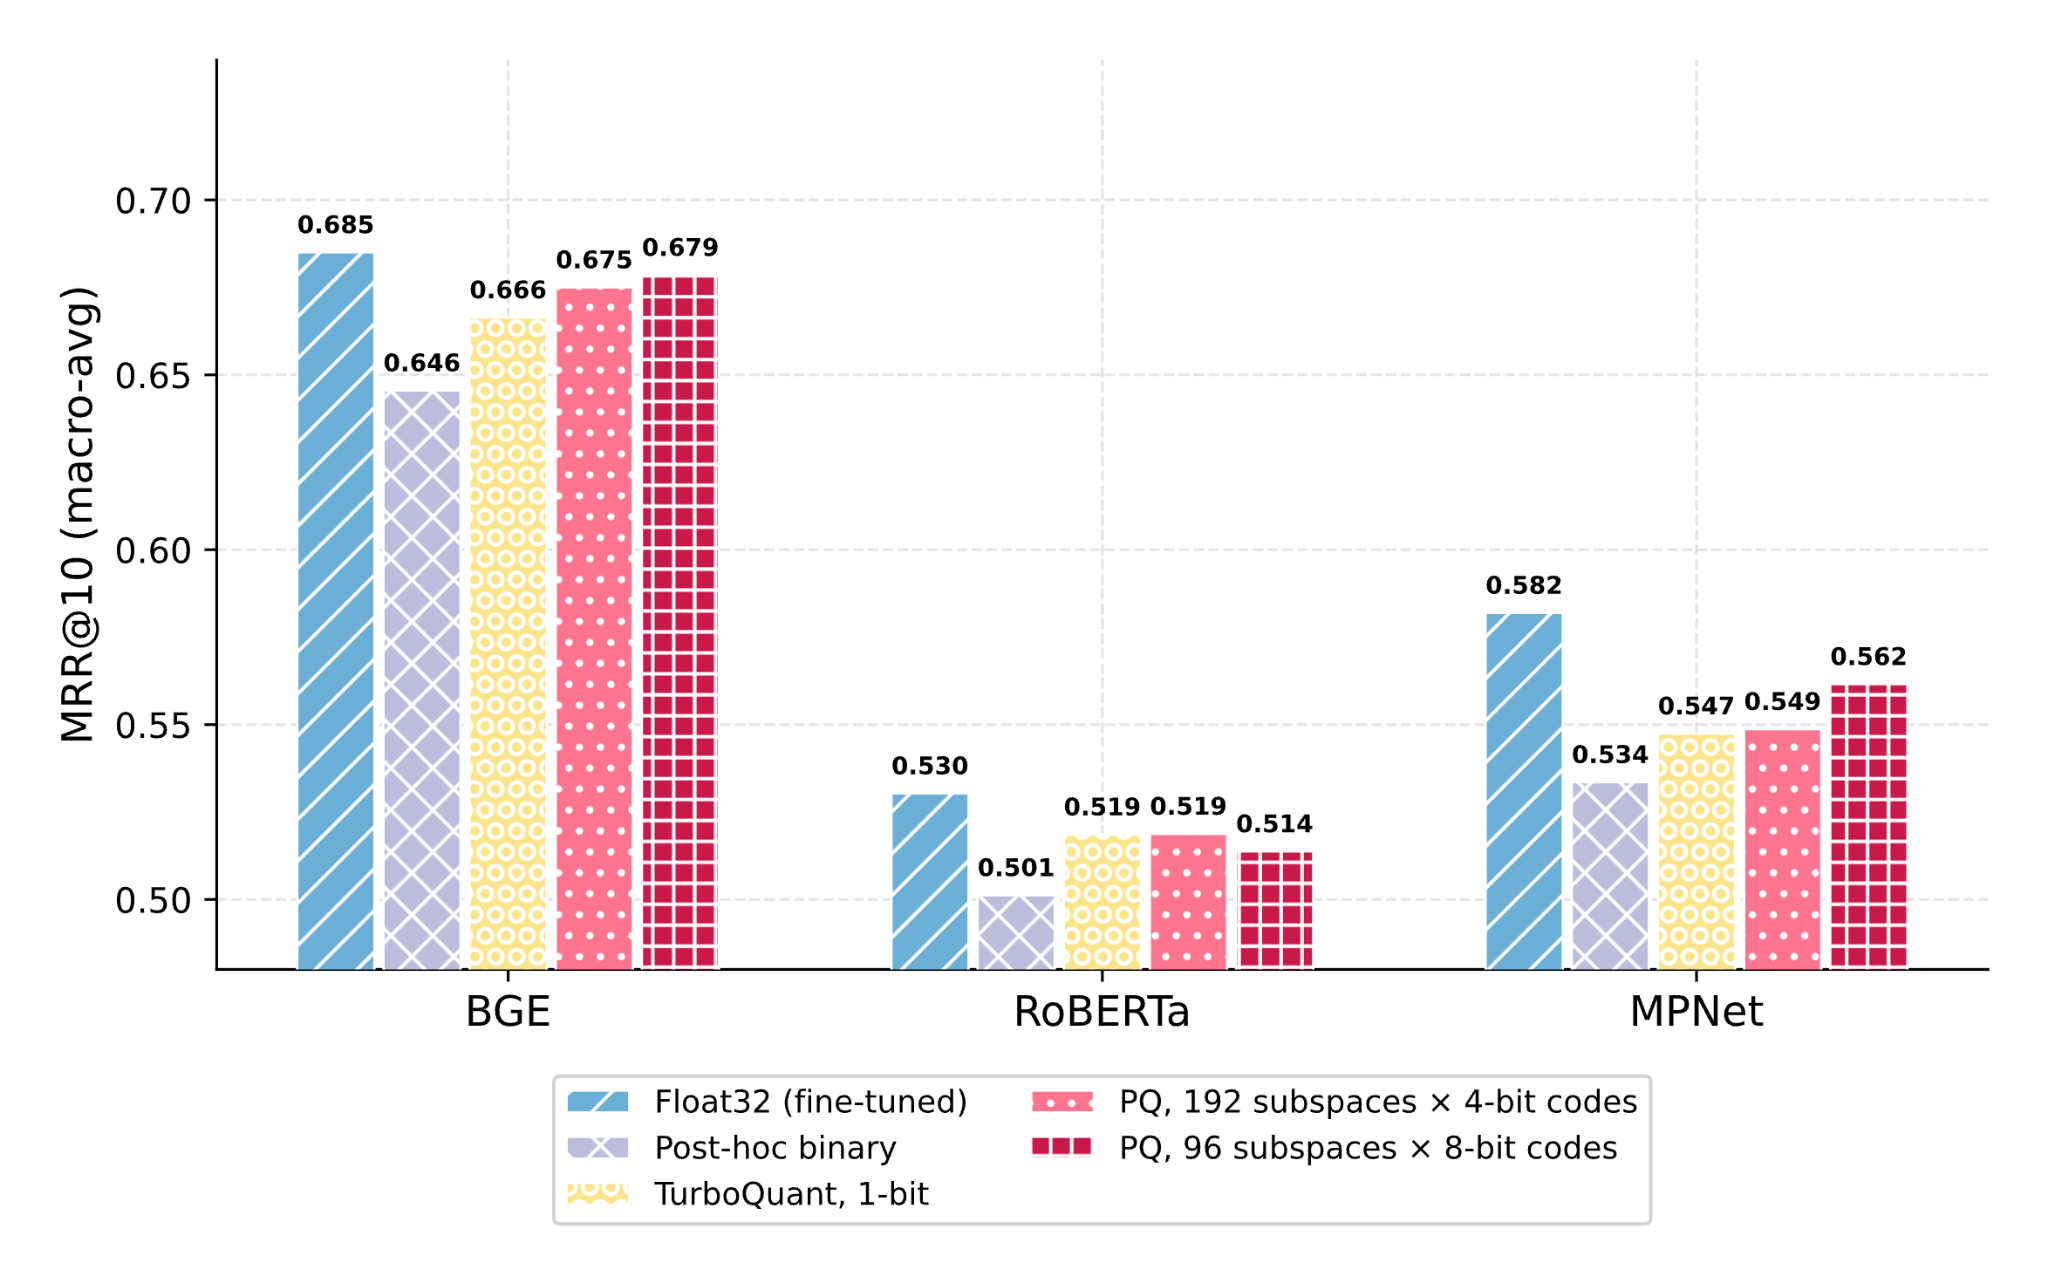 MRR@10 (macro-avg)
0.70
0.65
0.60
0.55
0.50
0.685
0.646
0.666
0.675
0.679
0.530
0.501
0.519
0.519
0.514
0.582
0.534
0.547
0.549
0.562
BGE
RoBERTa
MPNet
Float32 (fine-tuned)
Post-hoc binary
TurboQuant, 1-bit
PQ, 192 subspaces × 4-bit codes
PQ, 96 subspaces × 8-bit codes